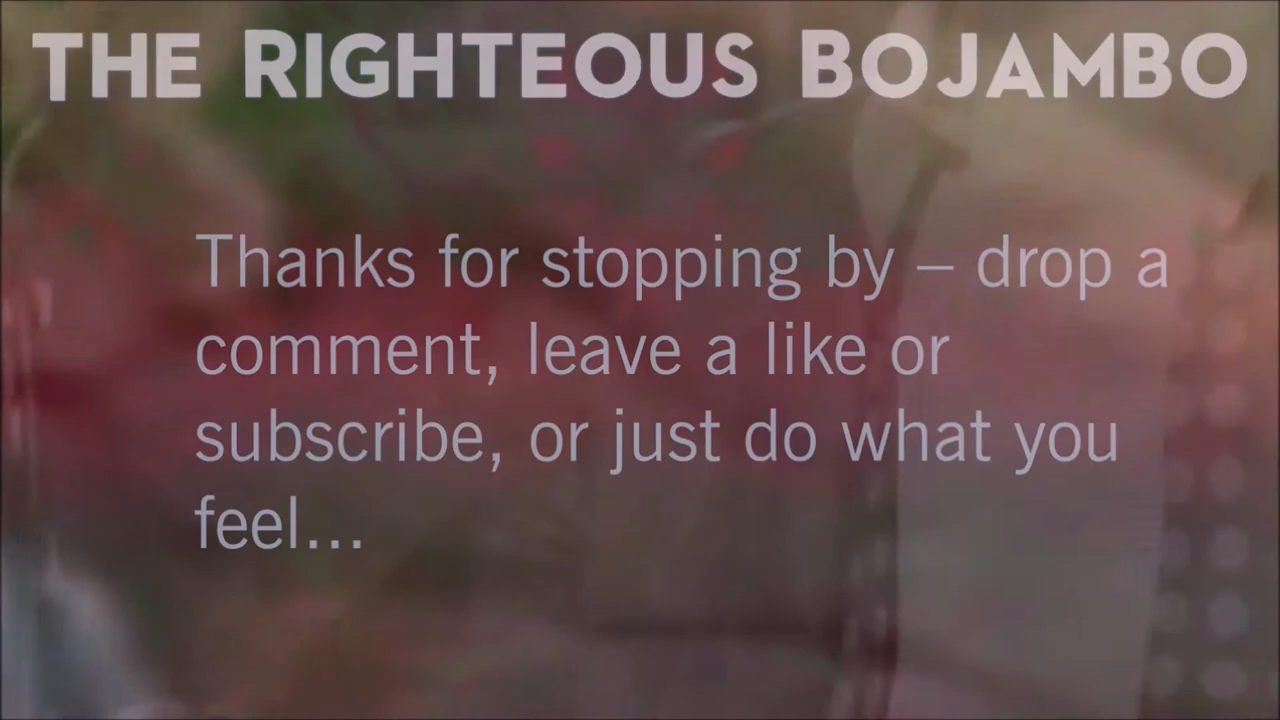 THE RIGHTEOUS BOJAMBO
Thanks for stopping by – drop a
comment, leave a like or
subscribe, or just do what you
feel...